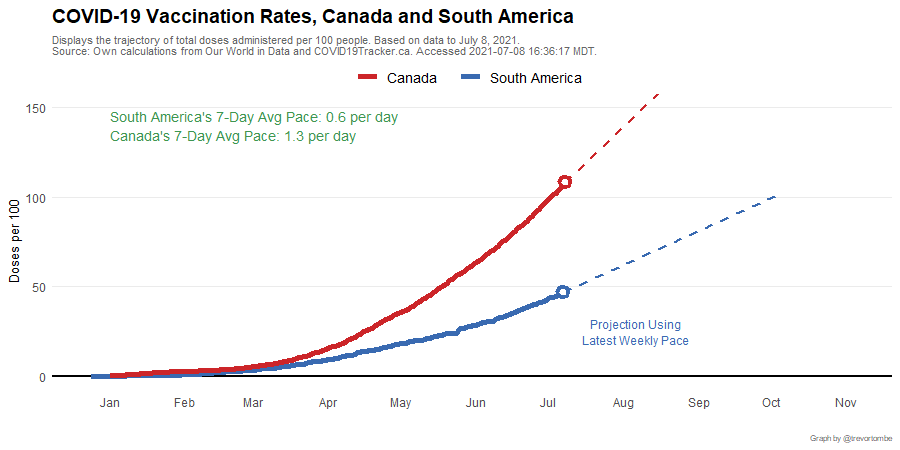 COVID-19 Vaccination Rates, Canada and South America
Displays the trajectory of total doses administered per 100 people. Based on data to July 8, 2021.
Source: Own calculations from Our World in Data and COVID19Tracker.ca. Accessed 2021-07-08 16:36:17 MDT.
Canada South America
South America's 7-Day Avg Pace: 0.6 per day
Canada's 7-Day Avg Pace: 1.3 per day
Doses per 100
150
100
50
0
Projection Using
Latest Weekly Pace
Jan Feb Mar Apr May Jun Jul Aug Sep Oct Nov
Graph by @trevortombe